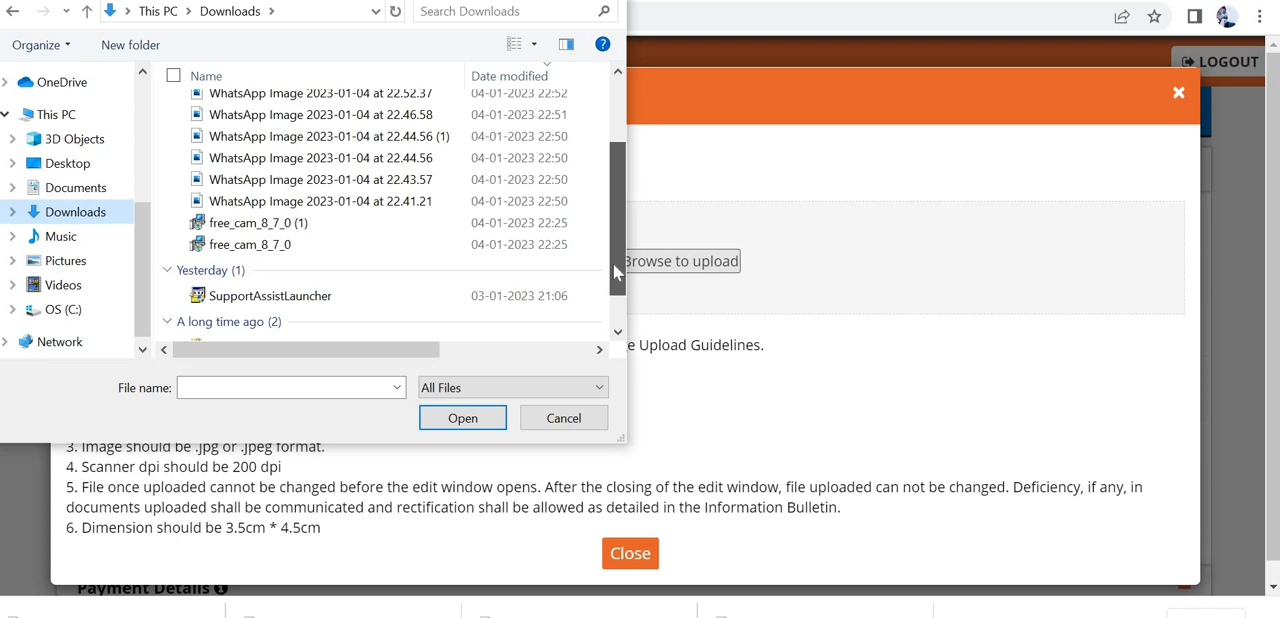 This PC > Downloads >
Search Downloads
Organize
New folder
LOGOUT
Name
Date modified
OneDrive
This PC
3D Objects
Desktop
Documents
Downloads
Music
Pictures
Videos
OS (C:)
Network
WhatsApp Image 2023-01-04 at 22.52.37 04-01-2023 22:52
WhatsApp Image 2023-01-04 at 22.46.58 04-01-2023 22:51
WhatsApp Image 2023-01-04 at 22.44.56 (1) 04-01-2023 22:50
WhatsApp Image 2023-01-04 at 22.44.56 04-01-2023 22:50
WhatsApp Image 2023-01-04 at 22.43.57 04-01-2023 22:50
WhatsApp Image 2023-01-04 at 22.41.21 04-01-2023 22:50
free_cam_8_7_0 (1) 04-01-2023 22:25
free_cam_8_7_0 04-01-2023 22:25
Yesterday (1)
SupportAssistLauncher 03-01-2023 21:06
A long time ago (2)
File name:
All Files
Open
Cancel
Browse to upload
e Upload Guidelines.
3. Image should be .jpg or .jpeg format.
4. Scanner dpi should be 200 dpi
5. File once uploaded cannot be changed before the edit window opens. After the closing of the edit window, file uploaded can not be changed. Deficiency, if any, in
documents uploaded shall be communicated and rectification shall be allowed as detailed in the Information Bulletin.
6. Dimension should be 3.5cm * 4.5cm
Close
Payment Details